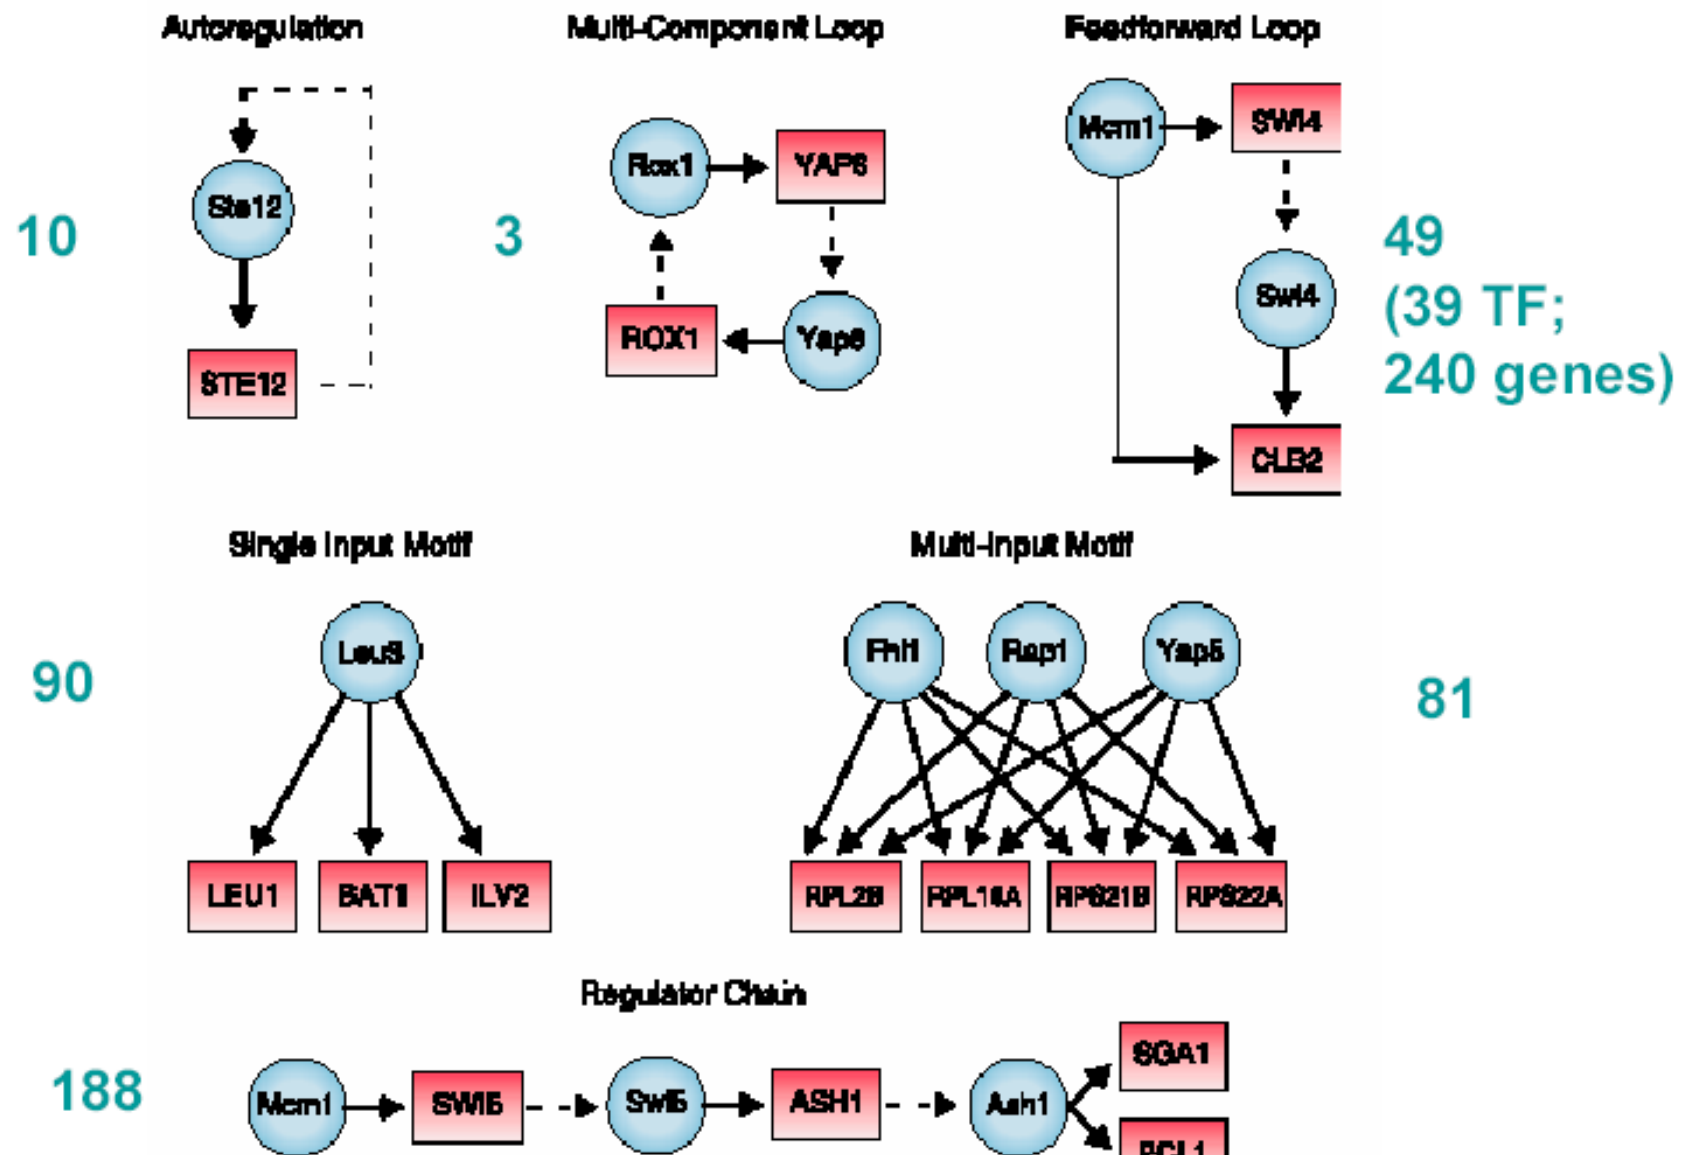 Autoregulation
Multi-Component Loop
Feedforward Loop
Mcm1
SWI4
Rox1
YAP6
Ste12
10
3
49
(39 TF;
240 genes)
Swi4
ROX1
Yap6
STE12
CLB2
Single Input Motif
Multi-Input Motif
Leu3
Fhl1
Rap1
Yap5
90
81
LEU1
BAT1
ILV2
RPL2B
RPL16A
RPS21B
RPS22A
Regulator Chain
SGA1
188
Mcm1
SWI5
Swi5
ASH1
Ash1